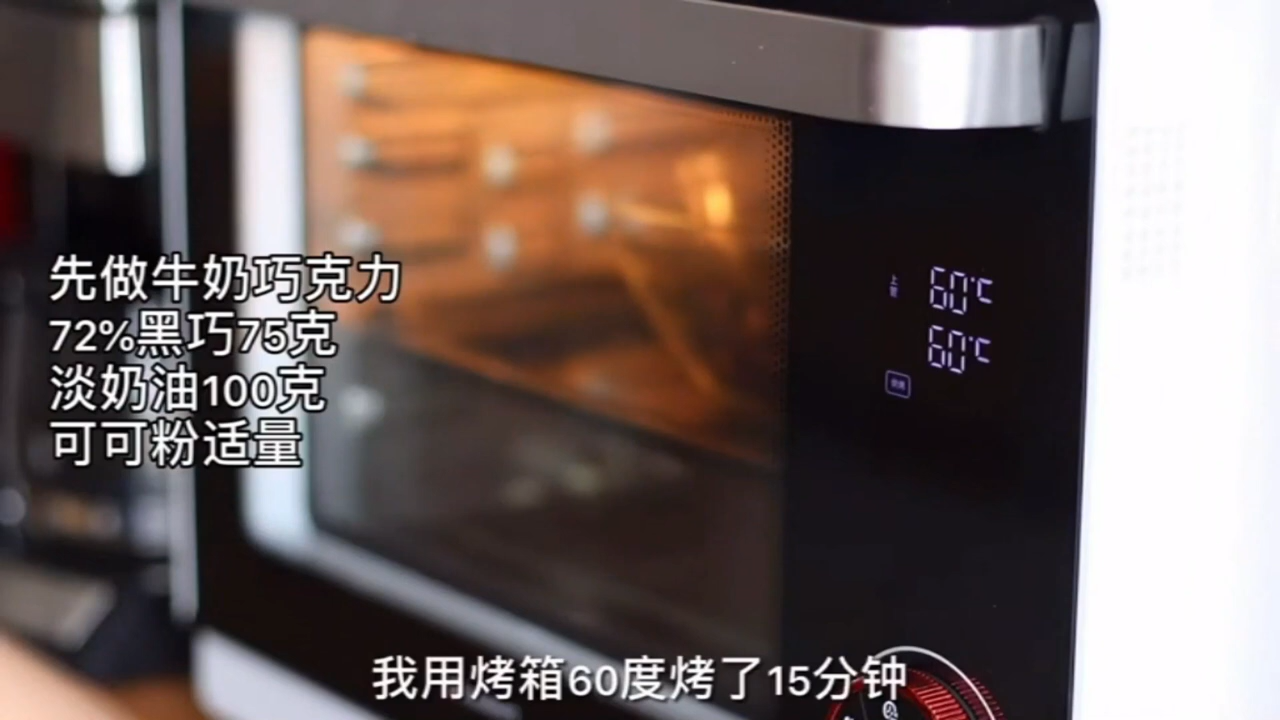 先做牛奶巧克力
72%黑巧75克
淡奶油100克
可可粉适量
60°C
60°C
我用烤箱60度烤了15分钟